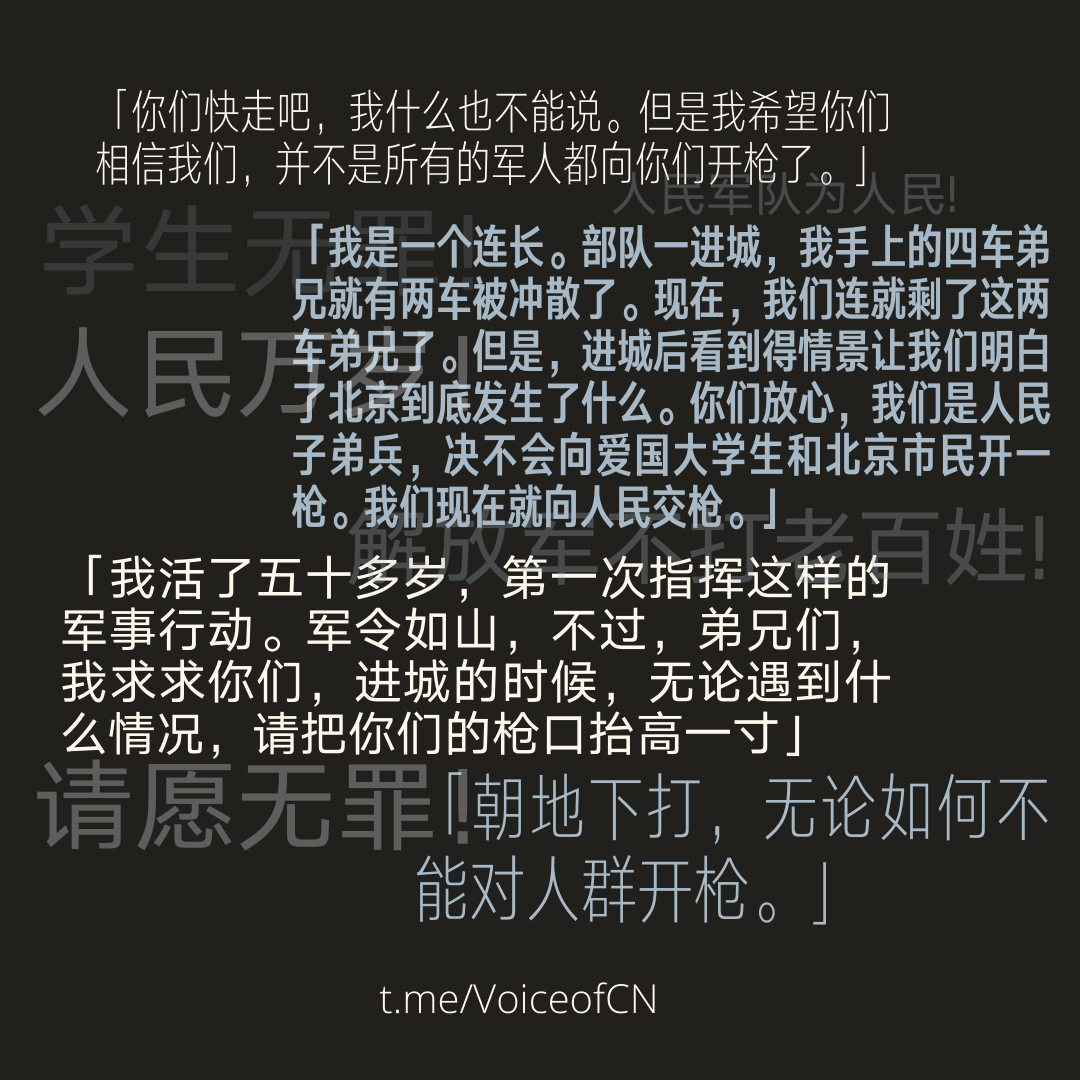 「你们快走吧，我什么也不能说。但是我希望你们
相信我们，并不是所有的军人都向你们开枪了。」
人民军队为人民!
学生无罪!
「我是一个连长。部队一进城，我手上的四车弟
兄就有两车被冲散了。现在，我们连就剩了这两
车弟兄了。但是，进城后看到得情景让我们明白
了北京到底发生了什么。你们放心，我们是人民
子弟兵，决不会向爱国大学生和北京市民开一
枪。我们现在就向人民交枪。」
人民万岁!
解放军不打老百姓!
「我活了五十多岁，第一次指挥这样的
军事行动。军令如山，不过，弟兄们，
我求求你们，进城的时候，无论遇到什
么情况，请把你们的枪口抬高一寸」
请愿无罪!
「朝地下打，无论如何不
能对人群开枪。」
t.me/VoiceofCN